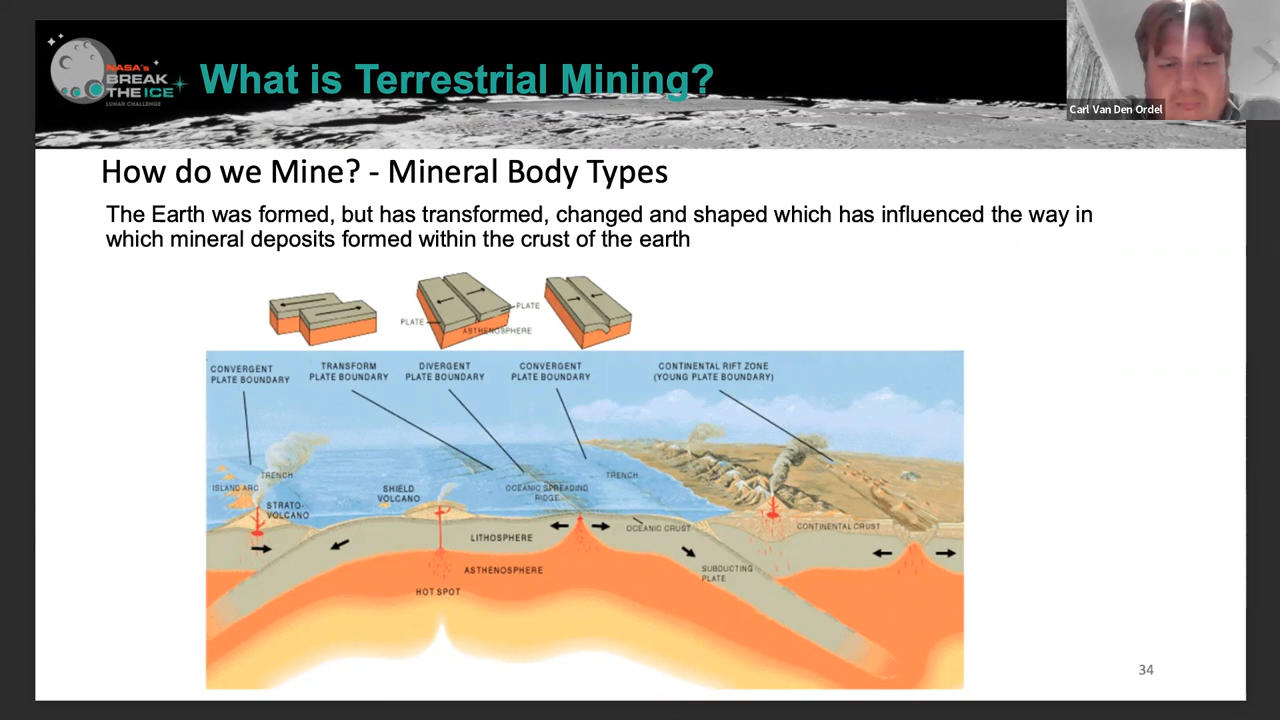 NASA's
BREAK
THE ICE
LUNAR CHALLENGE
What is Terrestrial Mining?
Carl Van Den Ordel
How do we Mine? - Mineral Body Types
The Earth was formed, but has transformed, changed and shaped which has influenced the way in
which mineral deposits formed within the crust of the earth
PLATE
PLATE
ASTHENOSPHERE
CONVERGENT
PLATE BOUNDARY
TRANSFORM
PLATE BOUNDARY
DIVERGENT
PLATE BOUNDARY
CONVERGENT
PLATE BOUNDARY
CONTINENTAL RIFT ZONE
(YOUNG PLATE BOUNDARY)
TRENCH
ISLAND ARC
STRATO-
VOLCANO
SHIELD
VOLCANO
OCEANIC SPREADING
RIDGE
TRENCH
LITHOSPHERE
OCEANIC CRUST
CONTINENTAL CRUST
ASTHENOSPHERE
SUBDUCTING
PLATE
HOT SPOT
34